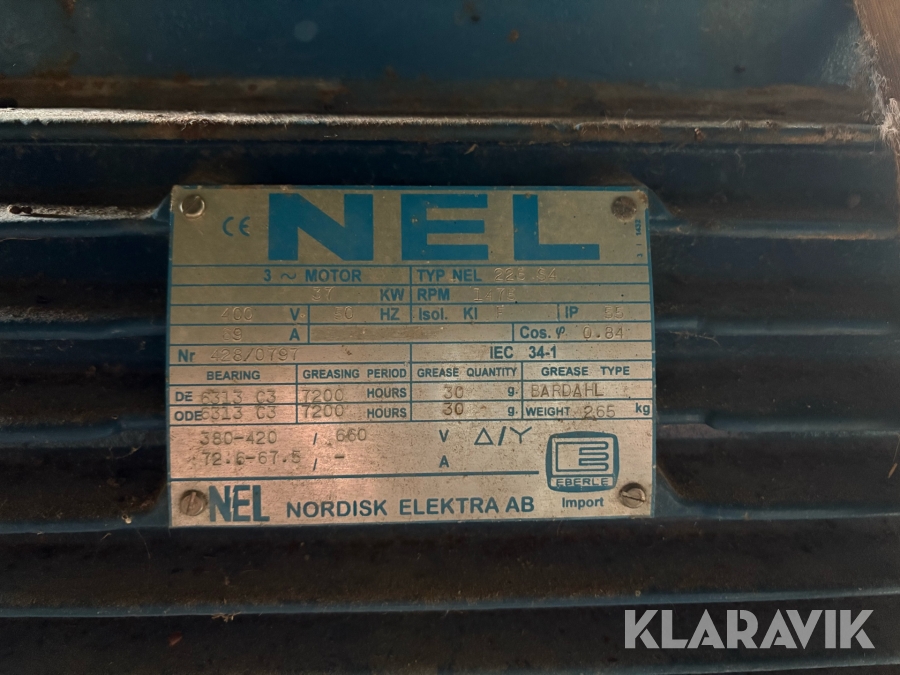 CE NEL
3 ~ MOTOR TYP NEL
37 KW RPM
400 V HZ Isol. Kl F IP 55
A Cos. φ 0.84
Nr 428/0797 IEC 34-1
BEARING GREASING PERIOD GREASE QUANTITY GREASE TYPE
DE 6313 C3 7200 HOURS 30 g. BARDAHL
ODE 6313 C3 7200 HOURS 30 g. WEIGHT 265 kg
380-420 / 660 V △/Y
72.6-67.5 / - A
EBERLE
NEL NORDISK ELEKTRA AB Import
KLARAVIK